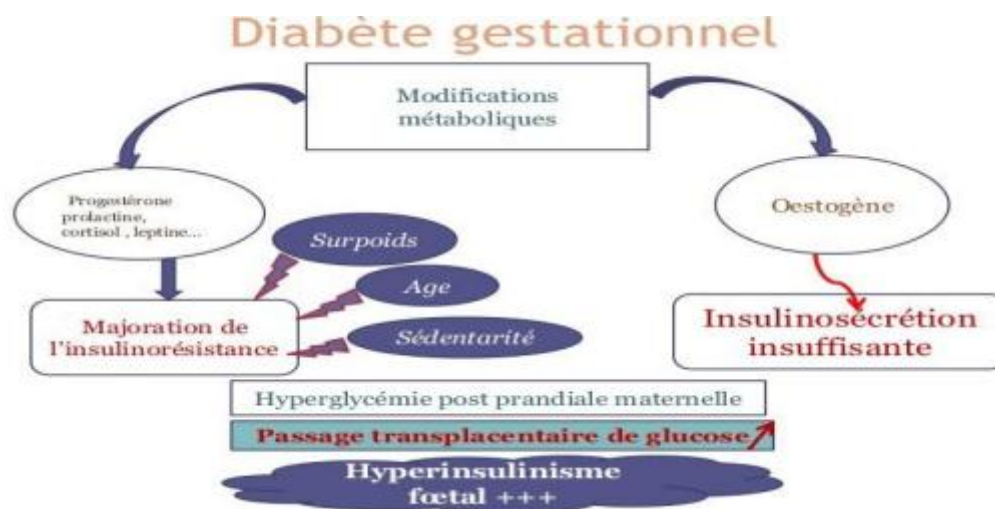 Diabète gestationnel
Modifications
métaboliques
Progestérone
prolactine,
cortisol , leptine...
Oestogène
Surpoids
Age
Sédentarité
Majoration de
l'insulinorésistance
Insulinosécrétion
insuffisante
Hyperglycémie post prandiale maternelle
Passage transplacentaire de glucose
Hyperinsulinisme
fœtal +++